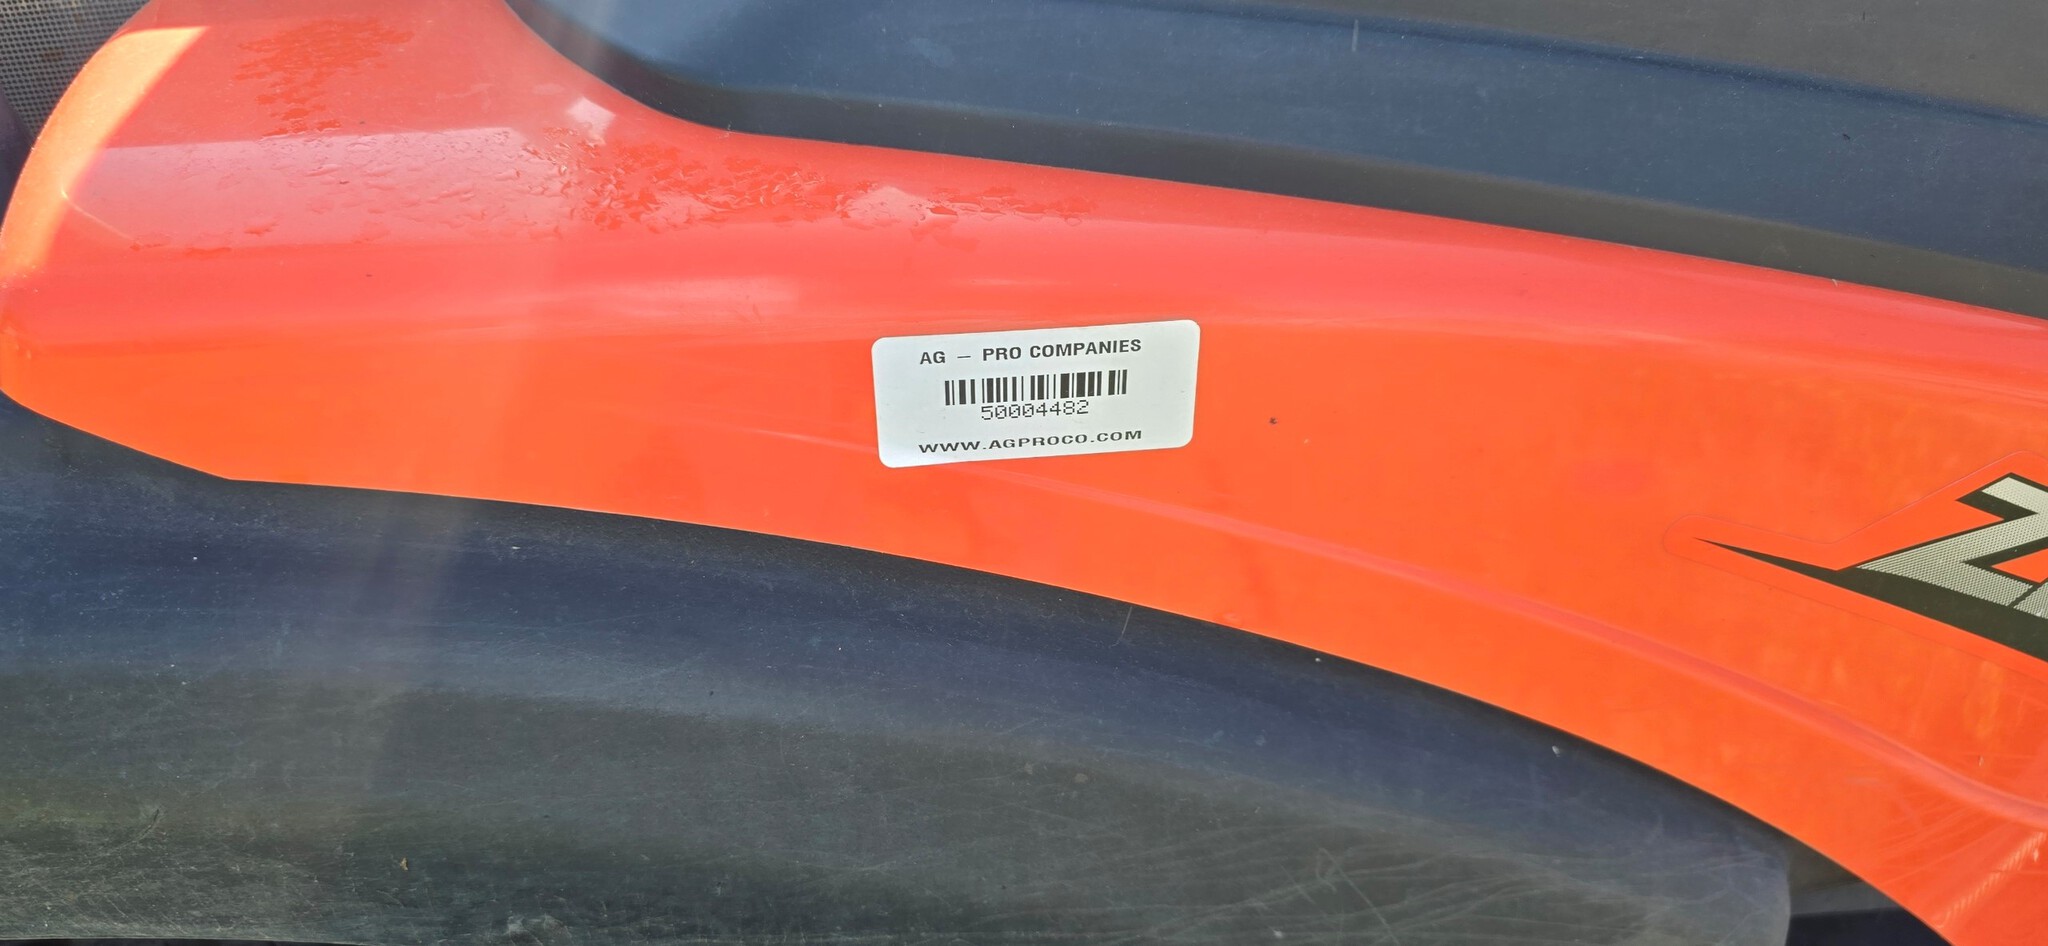 AG – PRO COMPANIES
50004482
WWW.AGPROCO.COM